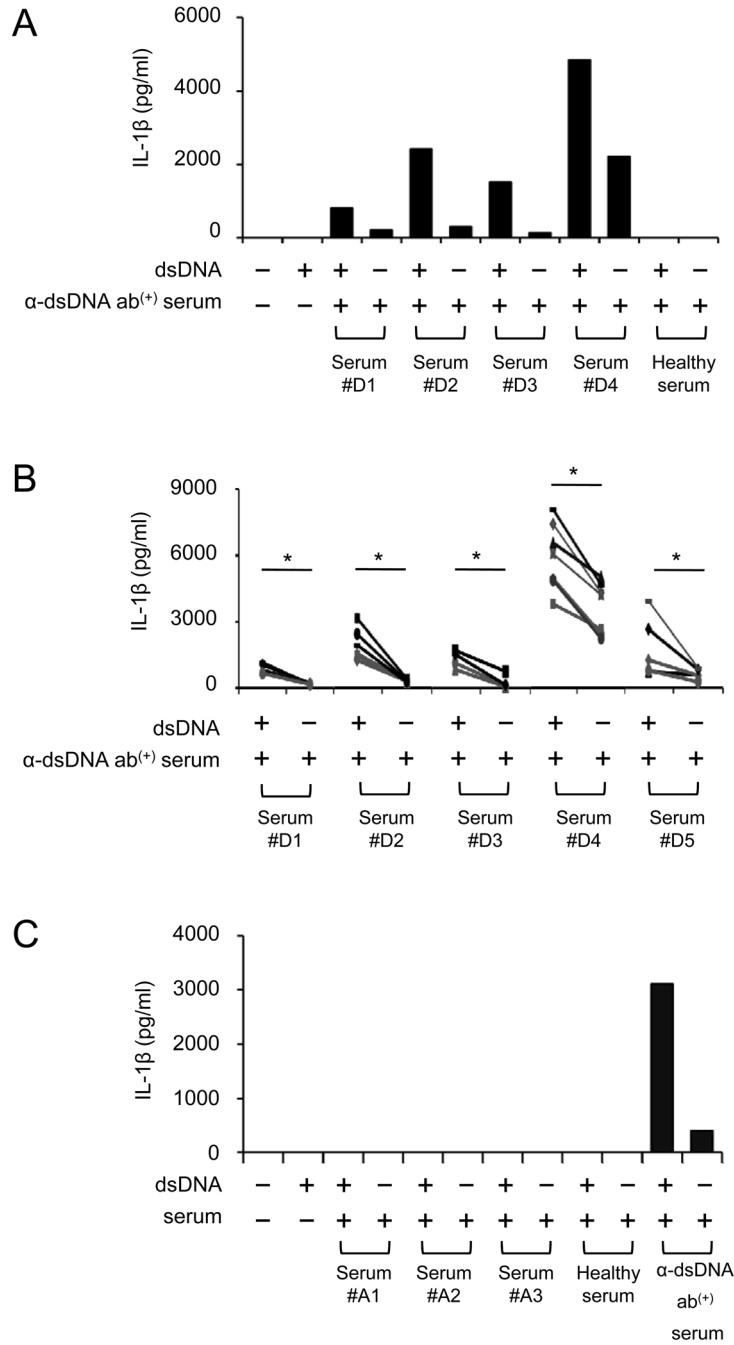 A
IL-1β (pg/ml)
6000
4000
2000
0
dsDNA − + + − + − + − + − + −
α-dsDNA ab(+) serum − − + + + + + + + + + +
Serum Serum Serum Serum Healthy
#D1 #D2 #D3 #D4 serum
B
IL-1β (pg/ml)
9000
6000
3000
0
* * * * *
dsDNA + − + − + − + − + −
α-dsDNA ab(+) serum + + + + + + + + + +
Serum Serum Serum Serum Serum
#D1 #D2 #D3 #D4 #D5
C
IL-1β (pg/ml)
4000
3000
2000
1000
0
dsDNA − + + − + − + − + − + −
serum − − + + + + + + + + + +
Serum Serum Serum Healthy α-dsDNA
#A1 #A2 #A3 serum ab(+)
serum